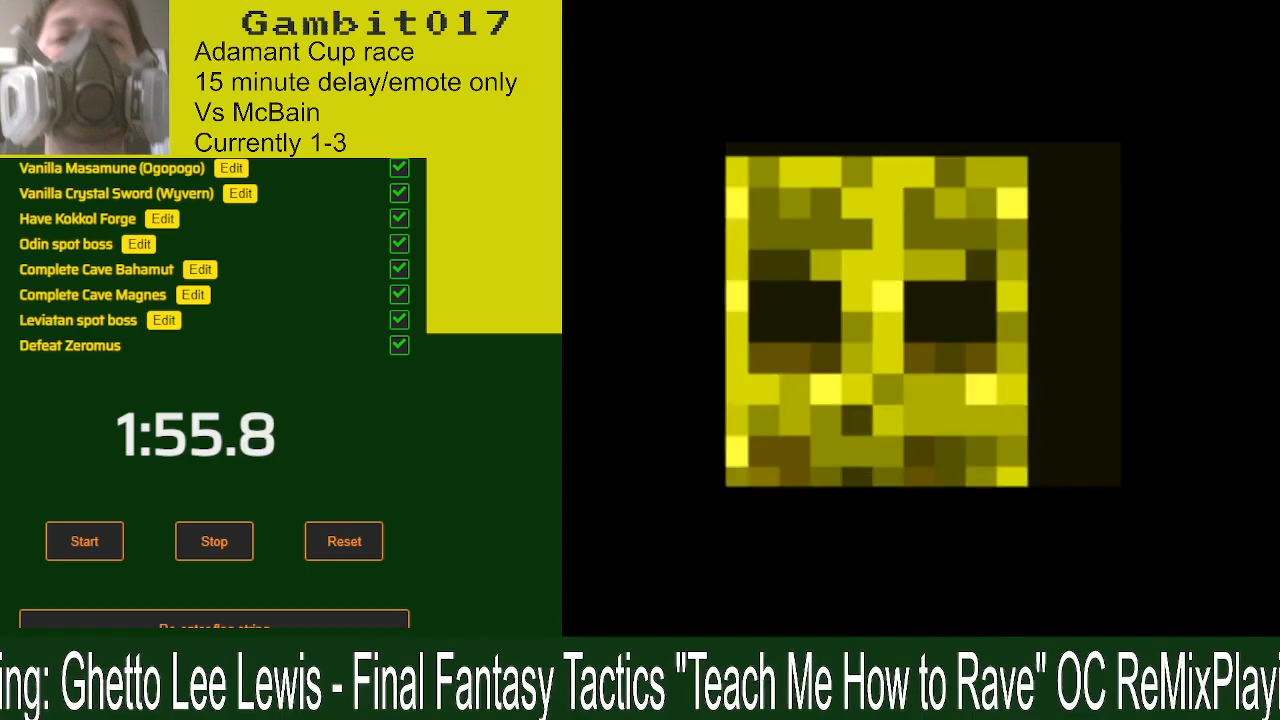 Gambit017
Adamant Cup race
15 minute delay/emote only
Vs McBain
Currently 1-3
Vanilla Masamune (Ogopogo) Edit
Vanilla Crystal Sword (Wyvern) Edit
Have Kokkol Forge Edit
Odin spot boss Edit
Complete Cave Bahamut Edit
Complete Cave Magnes Edit
Leviatan spot boss Edit
Defeat Zeromus
1:55.8
Start Stop Reset
ing: Ghetto Lee Lewis - Final Fantasy Tactics "Teach Me How to Rave" OC ReMixPlayi